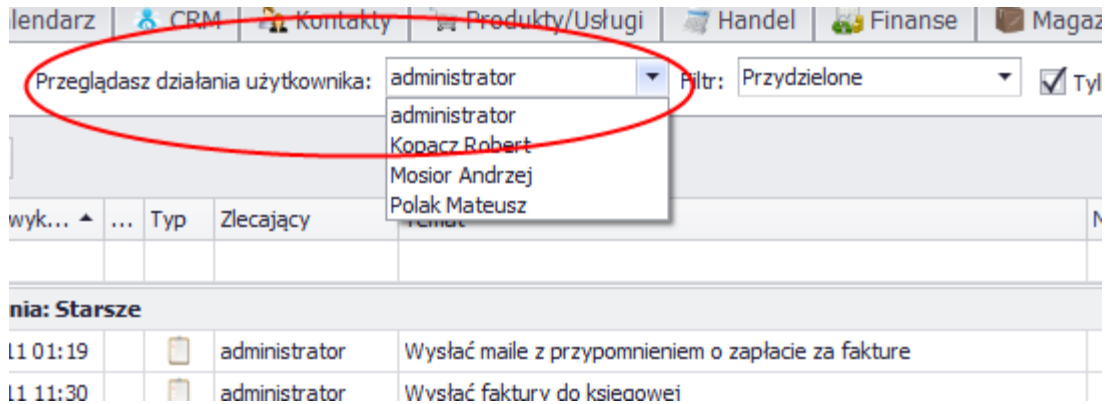 lendarz CRM Kontakty Produkty/Usługi Handel Finanse Magaz
Przeglądasz działania użytkownika: administrator Filtr: Przydzielone Tyl
administrator
Kopacz Robert
Mosior Andrzej
Polak Mateusz
wyk... ... Typ Zlecający Temat
nia: Starsze
11 01:19 administrator Wysłać maile z przypomnieniem o zapłacie za fakture
11 11:30 administrator Wysłać faktury do księgowej